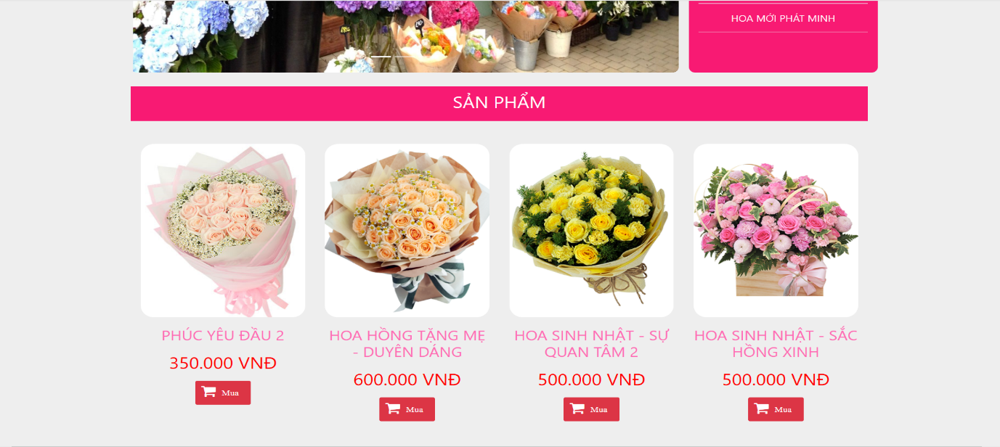 HOA MỚI PHÁT MINH
SẢN PHẨM
PHÚC YÊU ĐẦU 2
350.000 VNĐ
Mua
HOA HỒNG TẶNG MẸ
- DUYÊN DÁNG
600.000 VNĐ
Mua
HOA SINH NHẬT - SỰ
QUAN TÂM 2
500.000 VNĐ
Mua
HOA SINH NHẬT - SẮC
HỒNG XINH
500.000 VNĐ
Mua